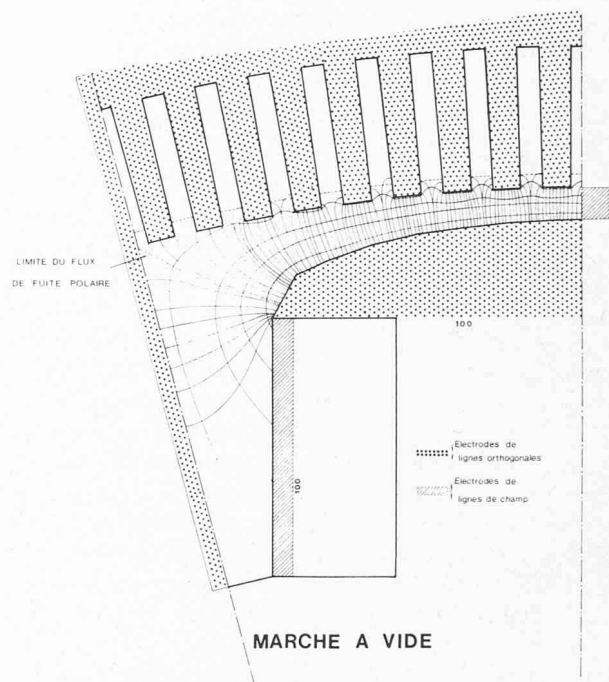 LIMITE DU FLUX
DE FUITE POLAIRE
100
100
Electrodes de
lignes orthogonales
Electrodes de
lignes de champ
MARCHE A VIDE